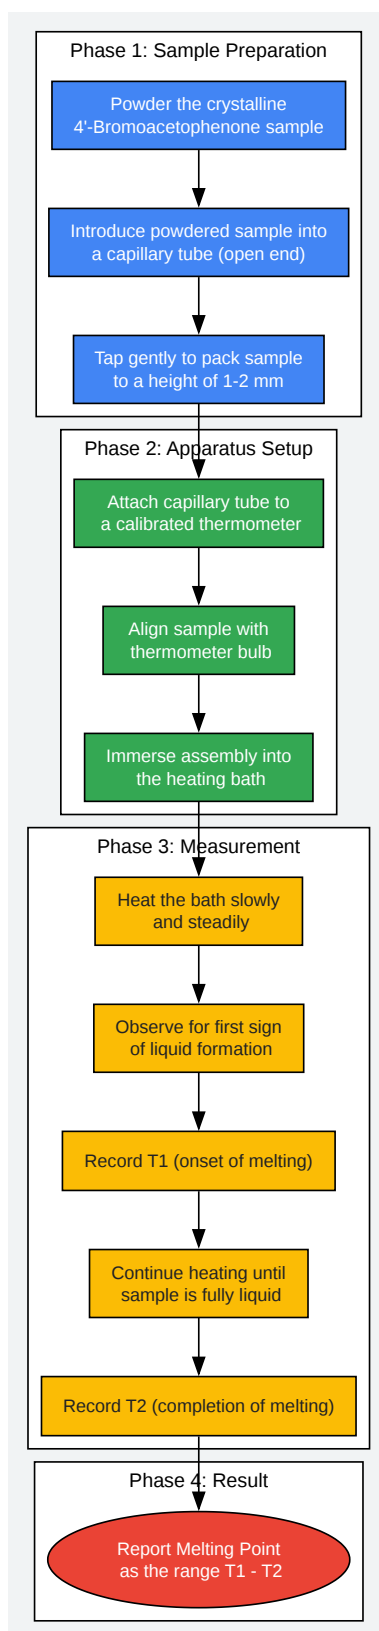 Phase 1: Sample Preparation
Powder the crystalline
4'-Bromoacetophenone sample
Introduce powdered sample into
a capillary tube (open end)
Tap gently to pack sample
to a height of 1-2 mm
Phase 2: Apparatus Setup
Attach capillary tube to
a calibrated thermometer
Align sample with
thermometer bulb
Immerse assembly into
the heating bath
Phase 3: Measurement
Heat the bath slowly
and steadily
Observe for first sign
of liquid formation
Record T1 (onset of melting)
Continue heating until
sample is fully liquid
Record T2 (completion of melting)
Phase 4: Result
Report Melting Point
as the range T1 - T2